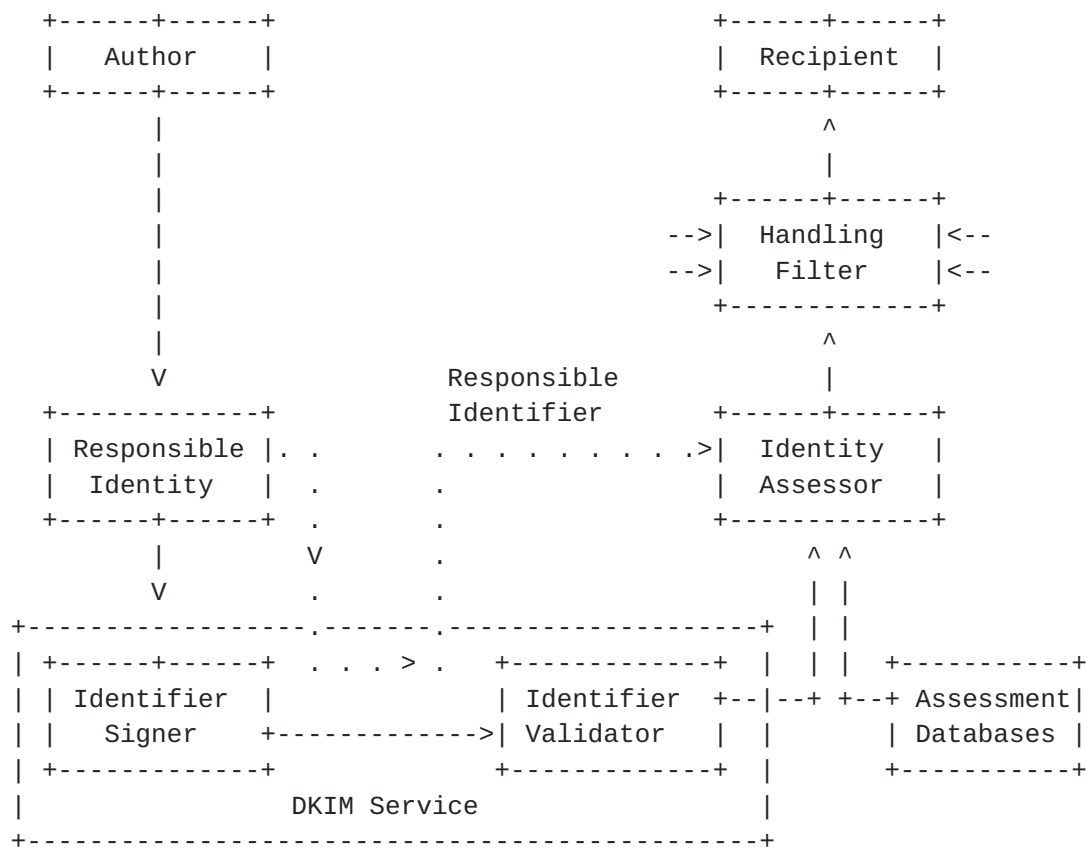 Author
Recipient
Handling
Filter
Responsible
Identifier
Responsible
Identity
Identity
Assessor
Identifier
Signer
Identifier
Validator
Assessment
Databases
DKIM Service